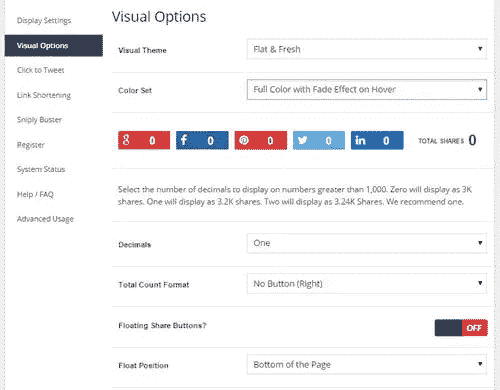 Visual Options
Display Settings
Visual Options
Click to Tweet
Link Shortening
Sniply Buster
Register
System Status
Help / FAQ
Advanced Usage
Visual Theme
Flat & Fresh
Color Set
Full Color with Fade Effect on Hover
0 0 0 0 0 TOTAL SHARES 0
Select the number of decimals to display on numbers greater than 1,000. Zero will display as 3K
shares. One will display as 3.2K shares. Two will display as 3.24K Shares. We recommend one.
Decimals
One
Total Count Format
No Button (Right)
Floating Share Buttons?
OFF
Float Position
Bottom of the Page